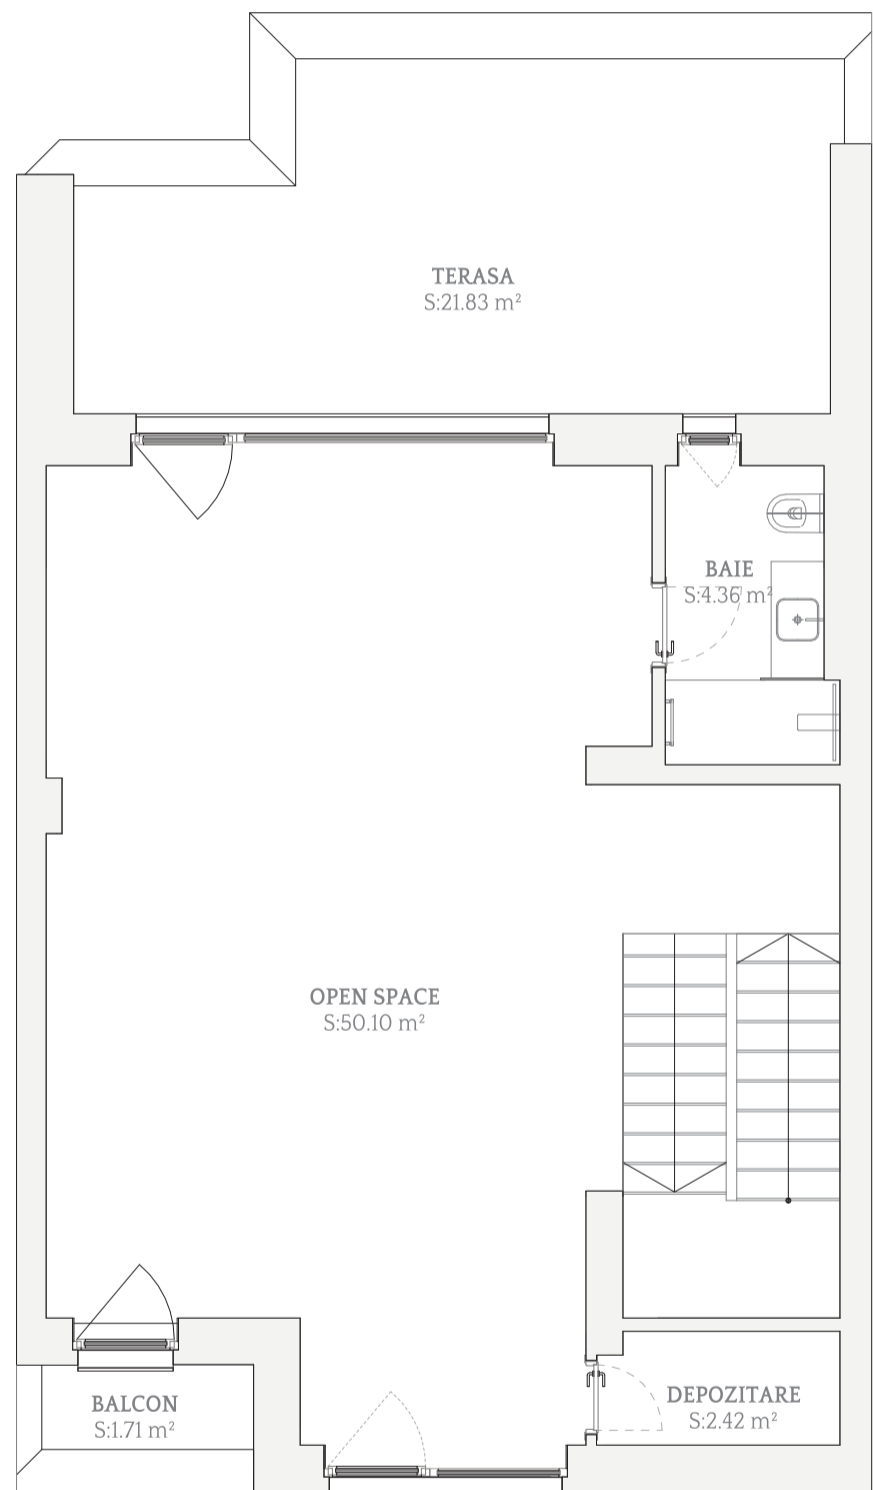 TERASA
S:21.83 m²
BAIE
S:4.36 m²
OPEN SPACE
S:50.10 m²
BALCON
S:1.71 m²
DEPOZITARE
S:2.42 m²